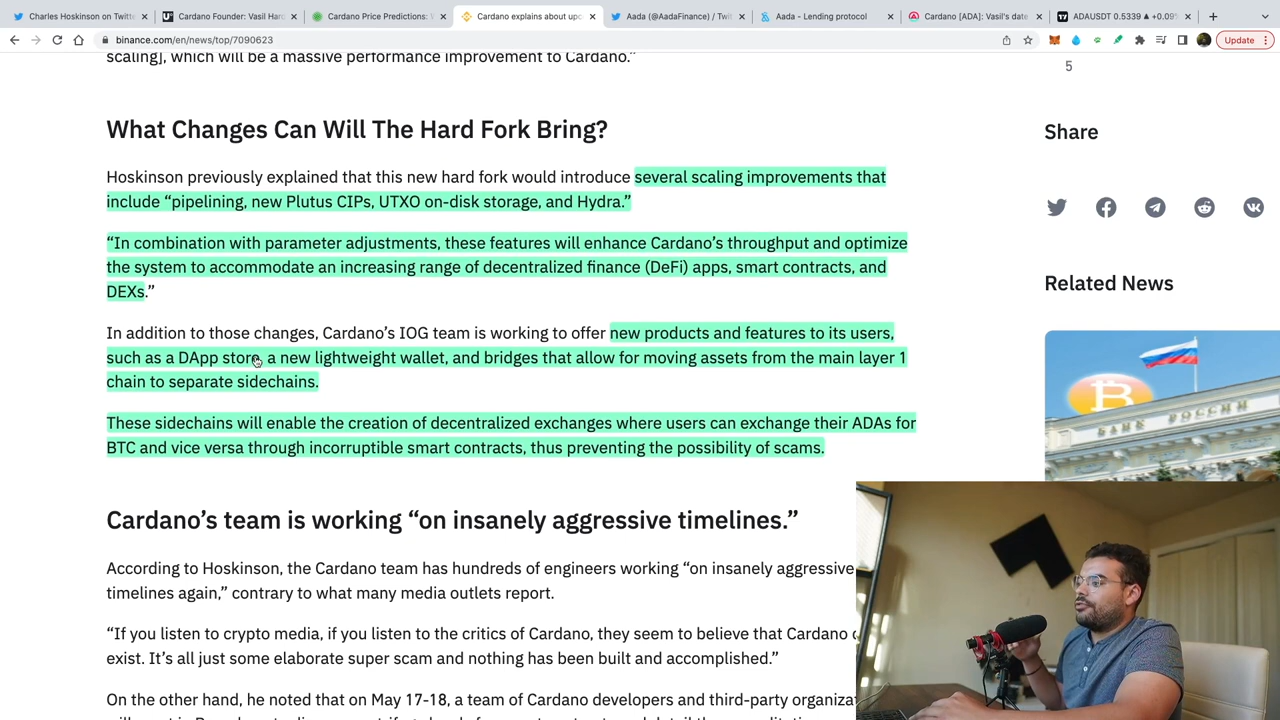 Charles Hoskinson on Twitte
Cardano Founder: Vasil Har
Cardano Price Predictions:
Cardano explains about upc
Aada (@AadaFinance) / Twi
Aada - Lending protocol
Cardano [ADA]: Vasil's date
ADAUSDT 0.5339 ▲ +0.09
binance.com/en/news/top/7090623
Update
scaling], which will be a massive performance improvement to Cardano.”
5
What Changes Can Will The Hard Fork Bring?
Share
Hoskinson previously explained that this new hard fork would introduce several scaling improvements that
include “pipelining, new Plutus CIPs, UTXO on-disk storage, and Hydra.”
“In combination with parameter adjustments, these features will enhance Cardano’s throughput and optimize
the system to accommodate an increasing range of decentralized finance (DeFi) apps, smart contracts, and
DEXs.”
Related News
In addition to those changes, Cardano’s IOG team is working to offer new products and features to its users,
such as a DApp store, a new lightweight wallet, and bridges that allow for moving assets from the main layer 1
chain to separate sidechains.
These sidechains will enable the creation of decentralized exchanges where users can exchange their ADAs for
BTC and vice versa through incorruptible smart contracts, thus preventing the possibility of scams.
Cardano’s team is working “on insanely aggressive timelines.”
According to Hoskinson, the Cardano team has hundreds of engineers working “on insanely aggressive
timelines again,” contrary to what many media outlets report.
“If you listen to crypto media, if you listen to the critics of Cardano, they seem to believe that Cardano
exist. It’s all just some elaborate super scam and nothing has been built and accomplished.”
On the other hand, he noted that on May 17-18, a team of Cardano developers and third-party organizat